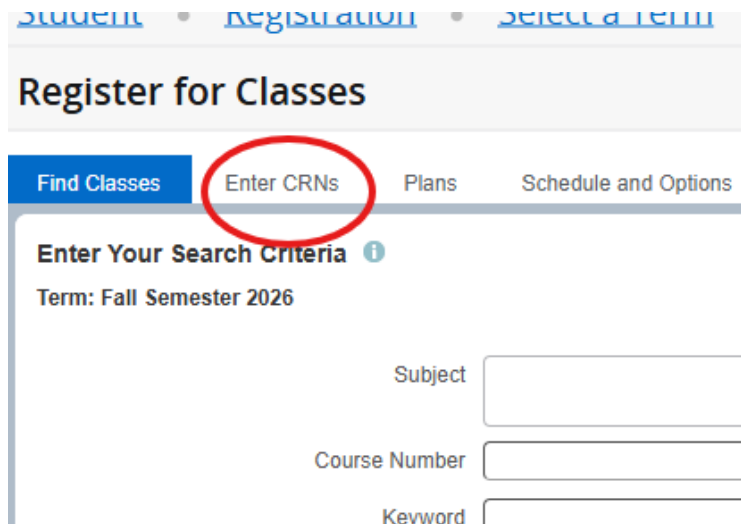 Student • Registration • Select a Term
Register for Classes
Find Classes Enter CRNs Plans Schedule and Options
Enter Your Search Criteria
Term: Fall Semester 2026
Subject
Course Number
Keyword